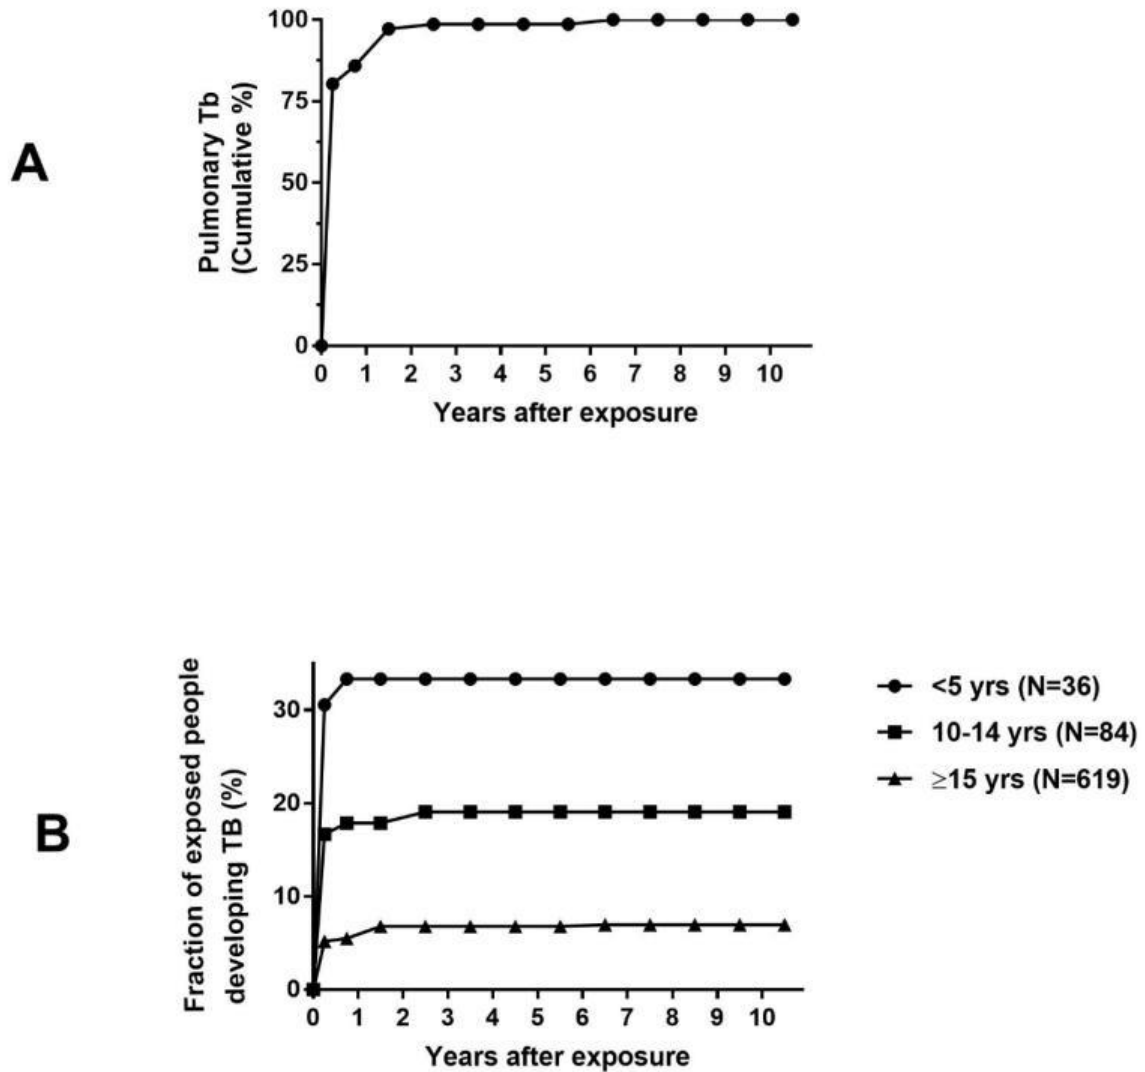 A
Pulmonary Tb
(Cumulative %)
100
75
50
25
0
0 1 2 3 4 5 6 7 8 9 10
Years after exposure
B
Fraction of exposed people
developing TB (%)
30
20
10
0
0 1 2 3 4 5 6 7 8 9 10
Years after exposure
<5 yrs (N=36)
10-14 yrs (N=84)
≥15 yrs (N=619)